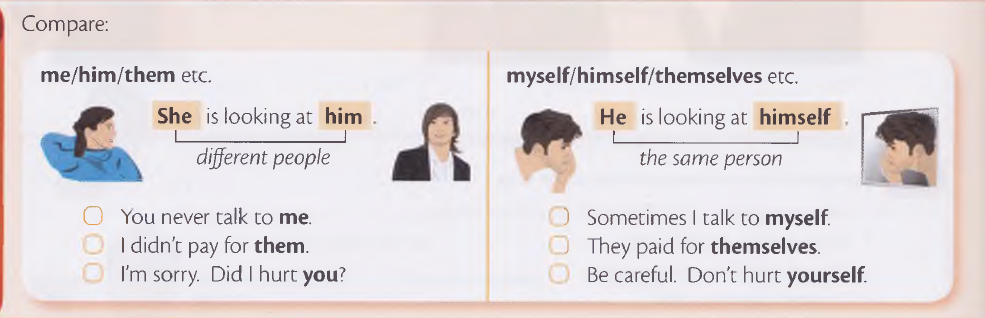 Compare:
me/him/them etc.
She is looking at him .
different people
You never talk to me.
I didn't pay for them.
I'm sorry. Did I hurt you?
myself/himself/themselves etc.
He is looking at himself .
the same person
Sometimes I talk to myself.
They paid for themselves.
Be careful. Don't hurt yourself.